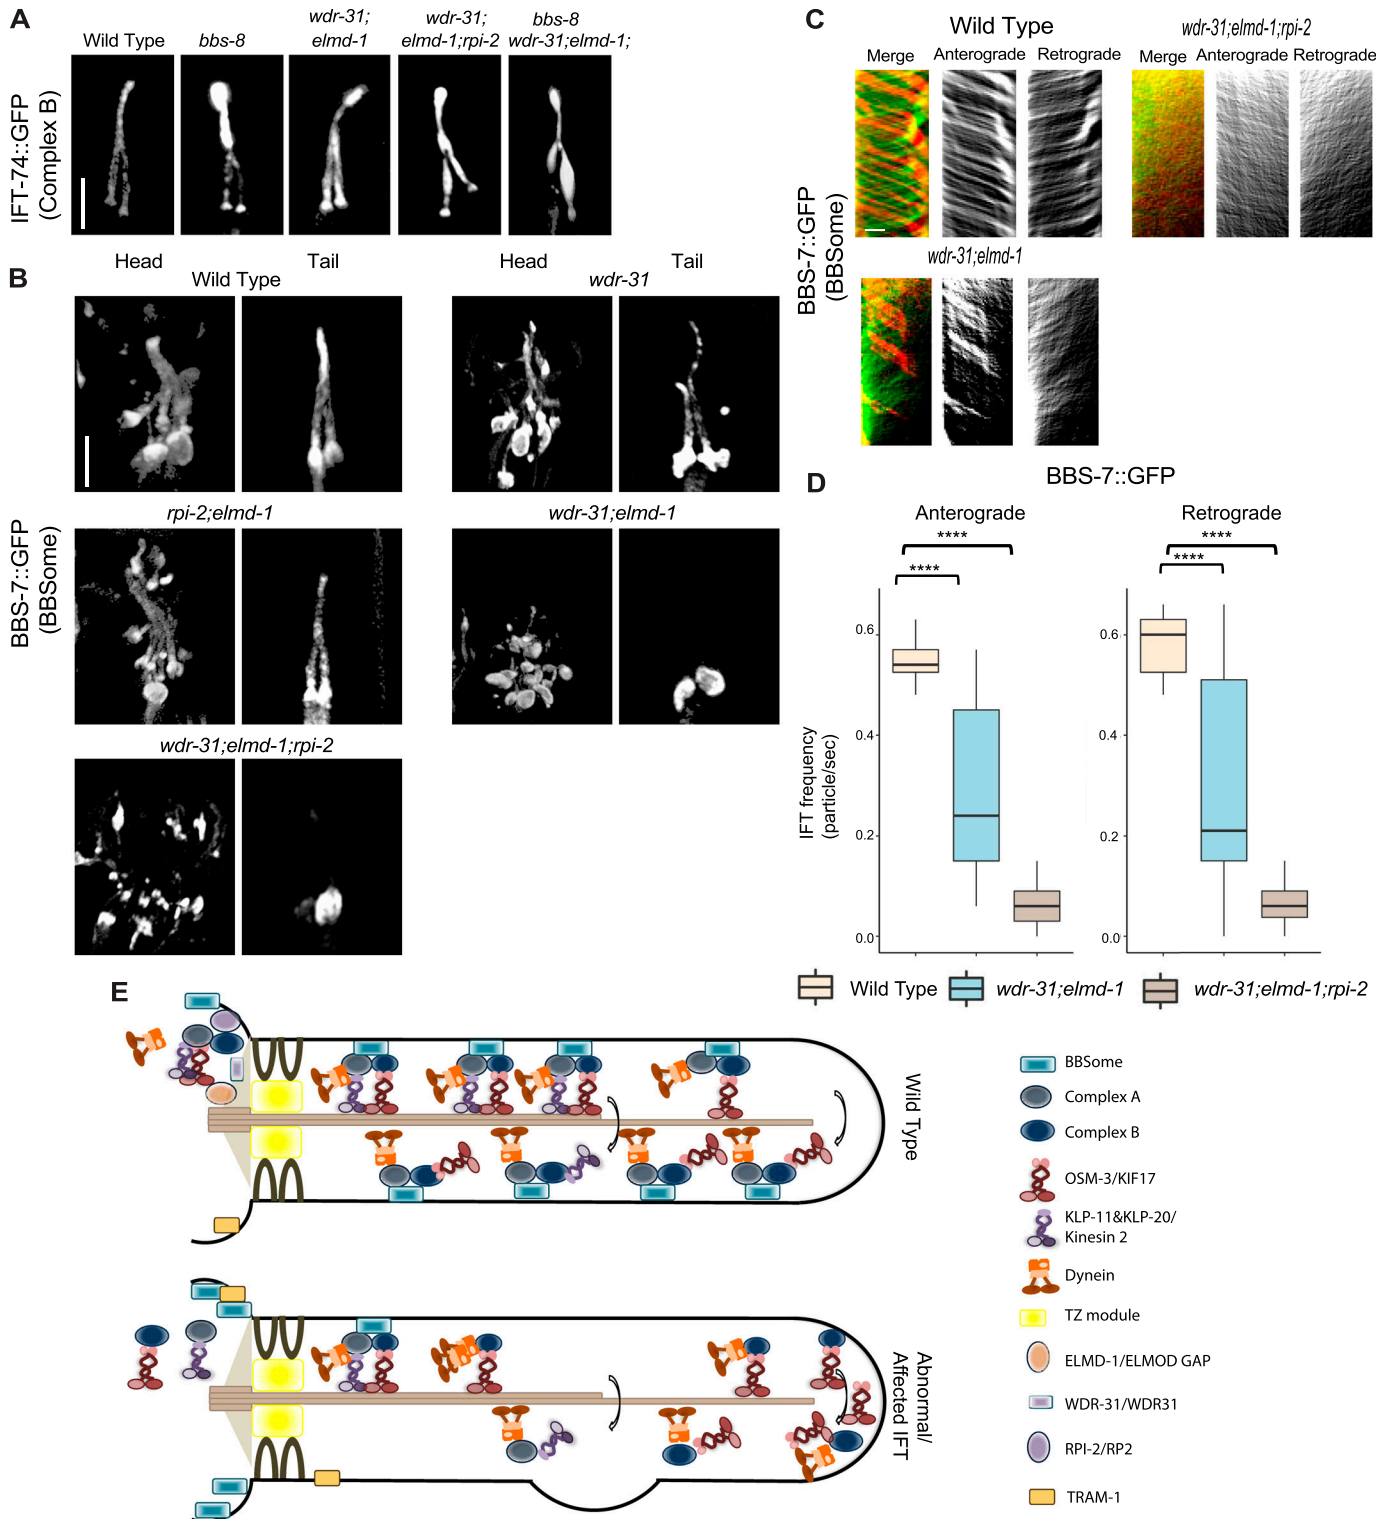 A
Wild Type
bbs-8
wdr-31;
elmd-1
wdr-31;
elmd-1;rpi-2
bbs-8
wdr-31;elmd-1;
IFT-74::GFP
(Complex B)
B
Head
Tail
Wild Type
Head
Tail
wdr-31
rpi-2;elmd-1
wdr-31;elmd-1
wdr-31;elmd-1;rpi-2
BBS-7::GFP
(BBSome)
C
Wild Type
Merge
Anterograde
Retrograde
wdr-31;elmd-1;rpi-2
Merge
Anterograde
Retrograde
wdr-31;elmd-1
BBS-7::GFP
(BBSome)
D
BBS-7::GFP
Anterograde
Retrograde
****
****
****
****
IFT frequency
(particle/sec)
0.6
0.4
0.2
0.0
0.6
0.4
0.2
0.0
Wild Type
wdr-31;elmd-1
wdr-31;elmd-1;rpi-2
E
Wild Type
Abnormal/
Affected IFT
BBSome
Complex A
Complex B
OSM-3/KIF17
KLP-11&KLP-20/
Kinesin 2
Dynein
TZ module
ELMD-1/ELMOD GAP
WDR-31/WDR31
RPI-2/RP2
TRAM-1